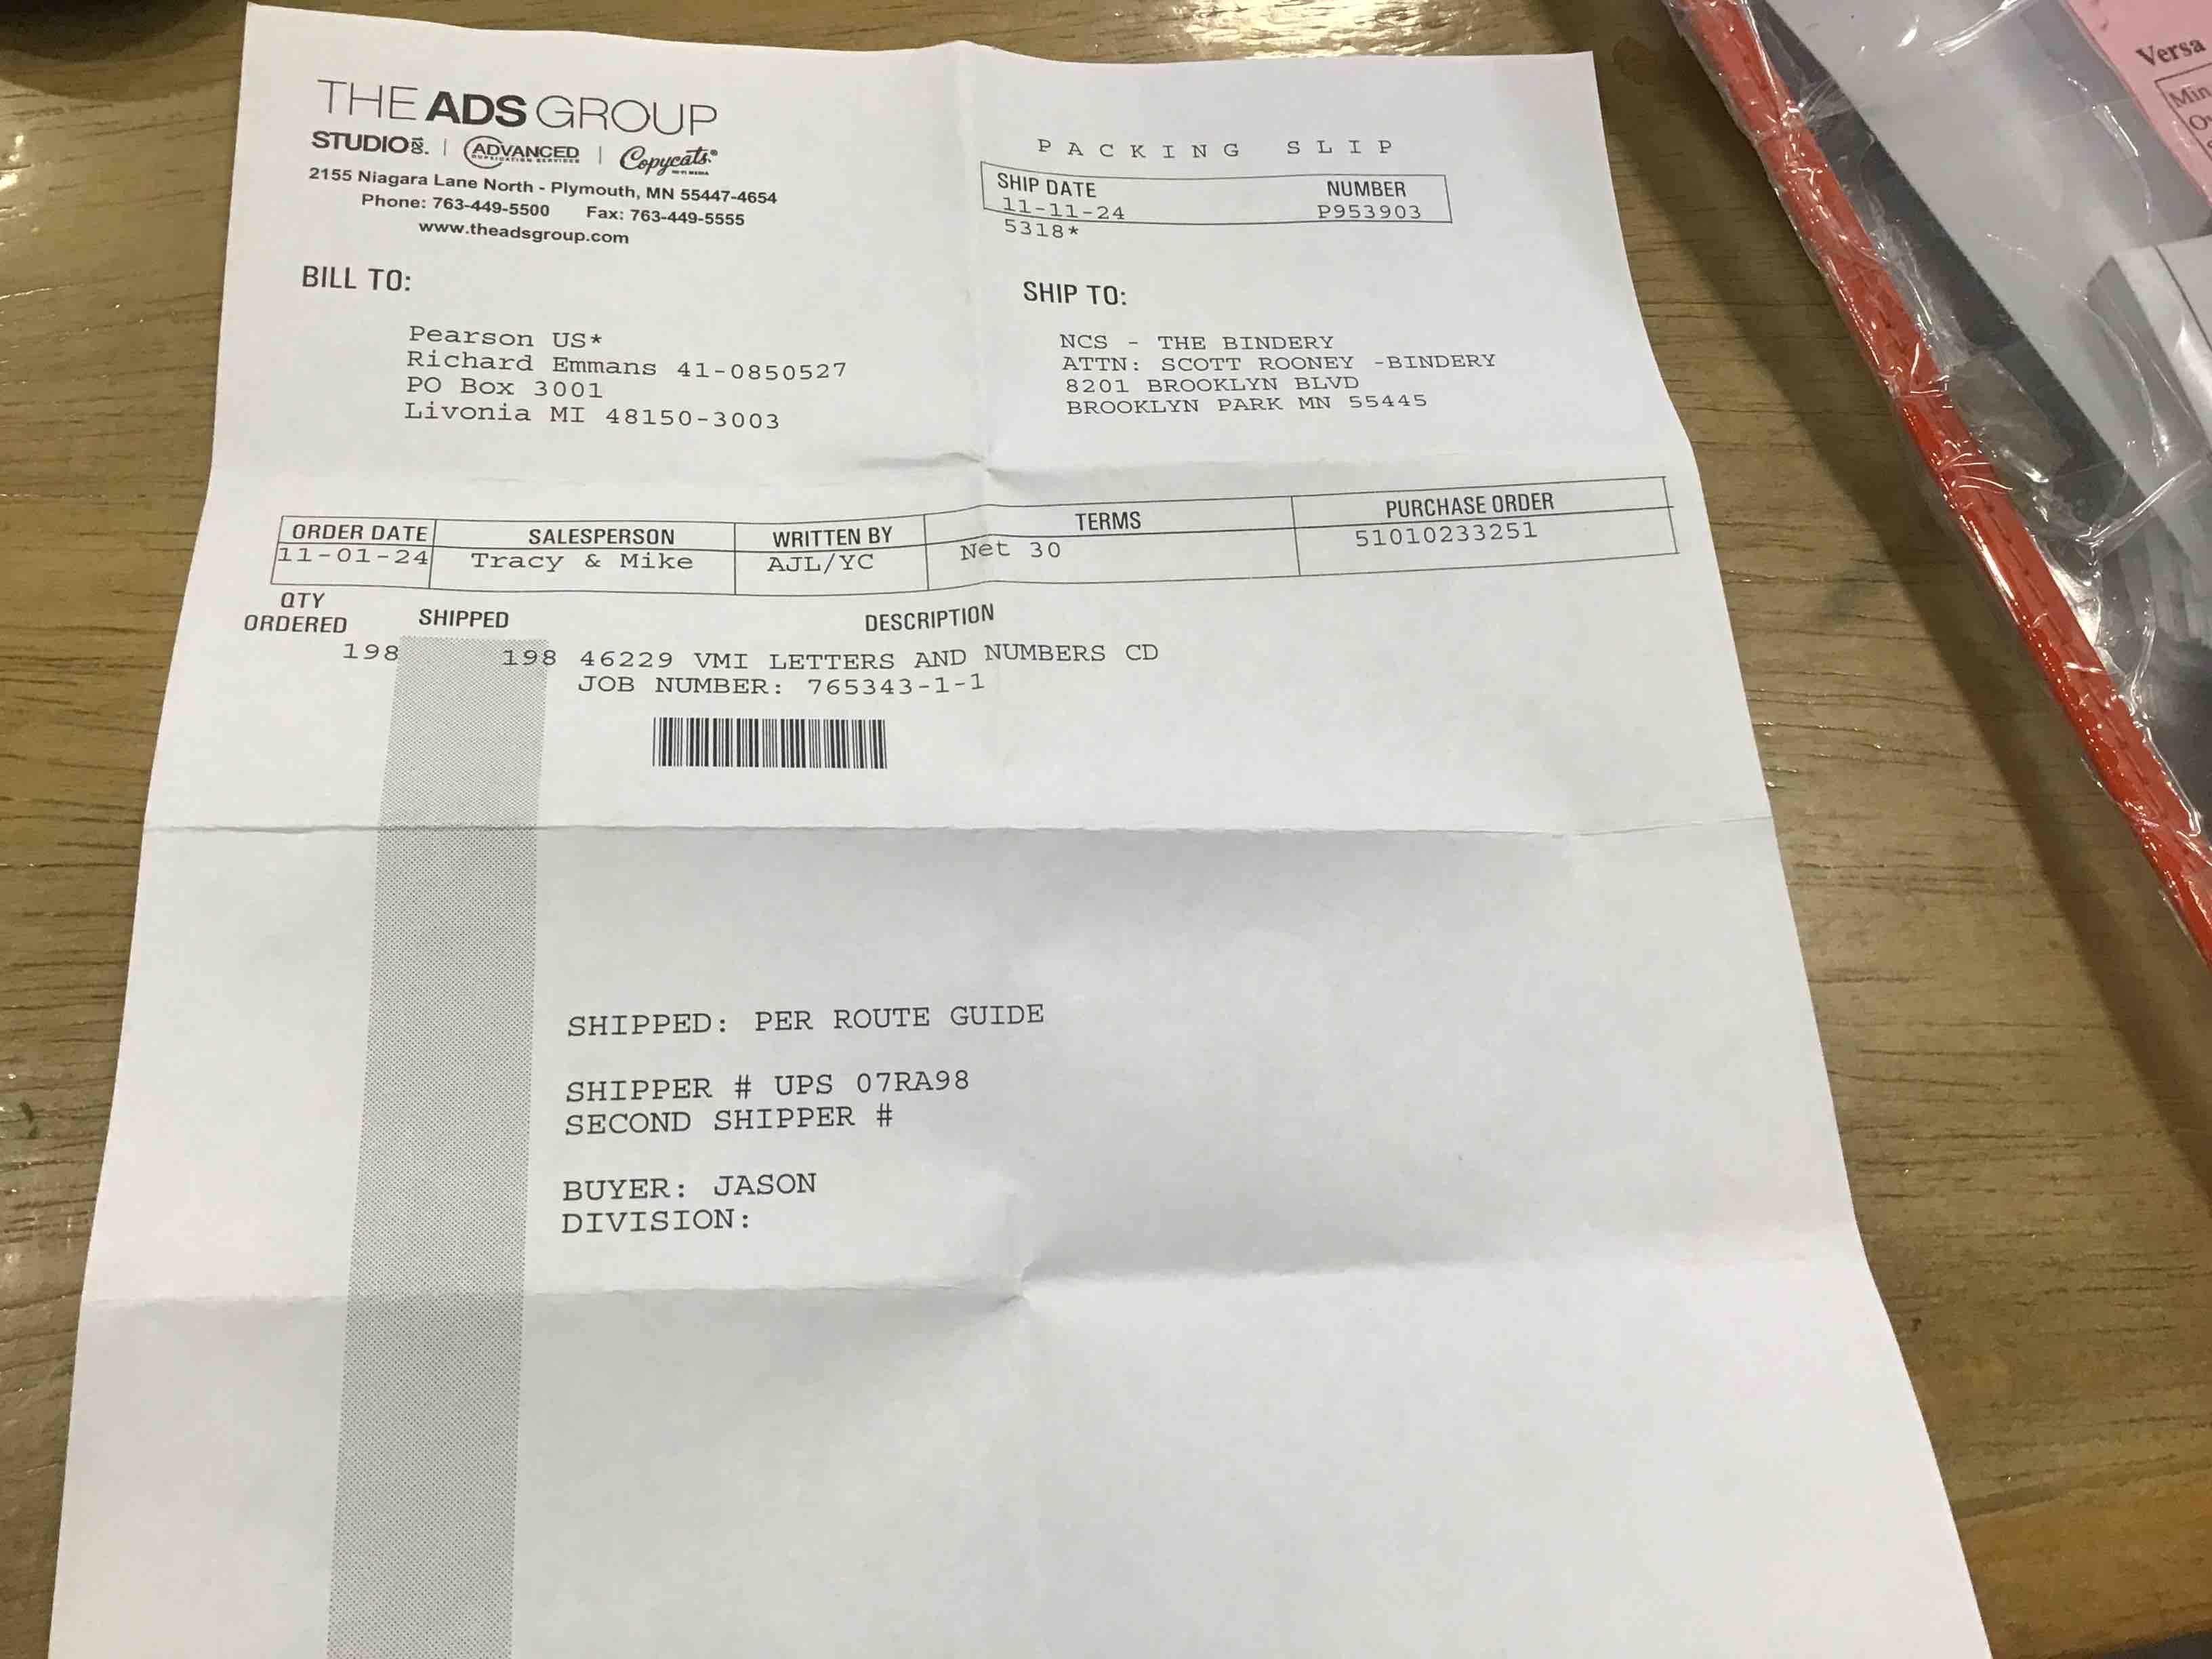 THE ADS GROUP
STUDIO | ADVANCED DUPLICATION SERVICES | Copycats
2155 Niagara Lane North - Plymouth, MN 55447-4654
Phone: 763-449-5500 Fax: 763-449-5555
www.theadsgroup.com
PACKING SLIP
SHIP DATE NUMBER
11-11-24 P953903
5318*
BILL TO:
Pearson US*
Richard Emmans 41-0850527
PO Box 3001
Livonia MI 48150-3003
SHIP TO:
NCS - THE BINDERY
ATTN: SCOTT ROONEY -BINDERY
8201 BROOKLYN BLVD
BROOKLYN PARK MN 55445
ORDER DATE SALESPERSON WRITTEN BY TERMS PURCHASE ORDER
11-01-24 Tracy & Mike AJL/YC Net 30 51010233251
QTY ORDERED SHIPPED DESCRIPTION
198 198 46229 VMI LETTERS AND NUMBERS CD
JOB NUMBER: 765343-1-1
SHIPPED: PER ROUTE GUIDE
SHIPPER # UPS 07RA98
SECOND SHIPPER #
BUYER: JASON
DIVISION:
Versa
Min